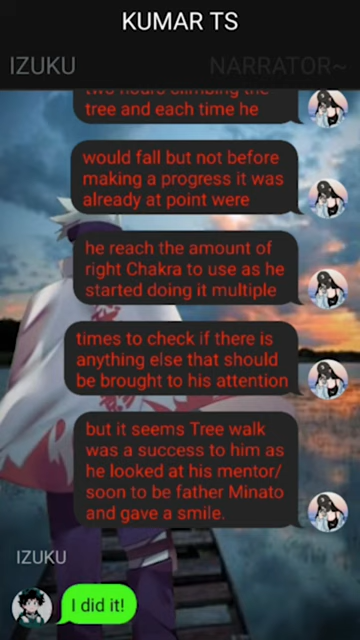 KUMAR TS
IZUKU NARRATOR~
two hours climbing the
tree and each time he
would fall but not before
making a progress it was
already at point were
he reach the amount of
right Chakra to use as he
started doing it multiple
times to check if there is
anything else that should
be brought to his attention
but it seems Tree walk
was a success to him as
he looked at his mentor/
soon to be father Minato
and gave a smile.
IZUKU
I did it!